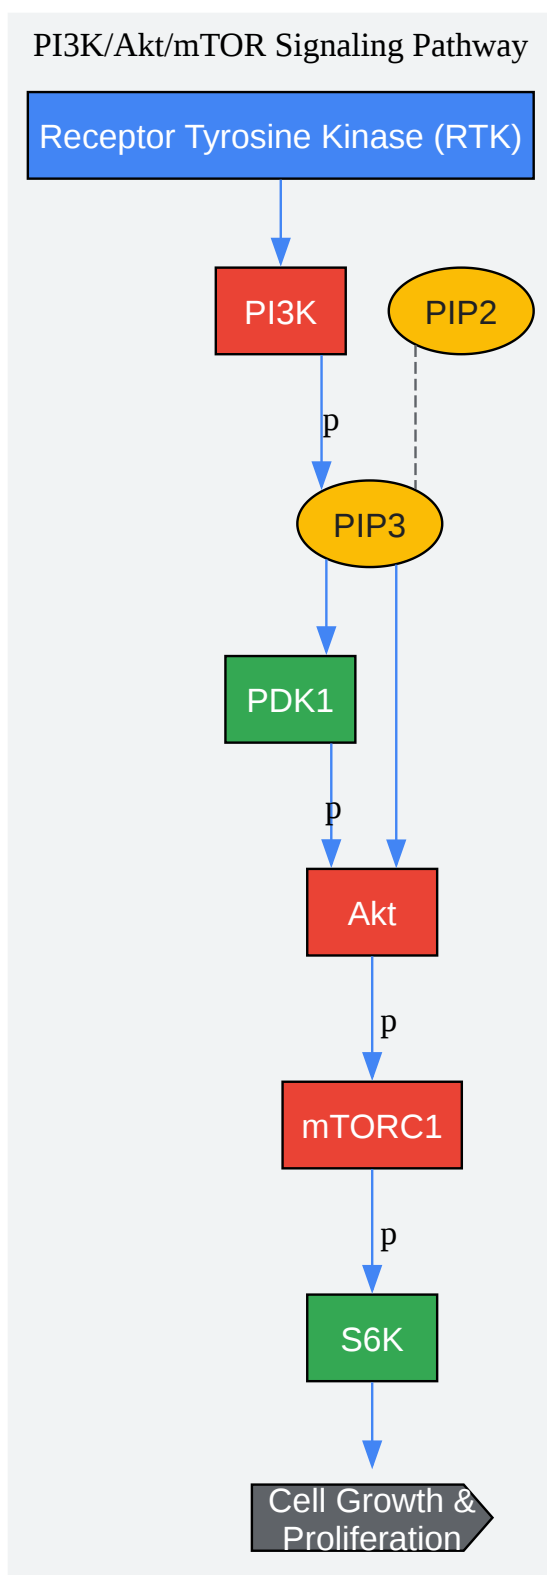 PI3K/Akt/mTOR Signaling Pathway
Receptor Tyrosine Kinase (RTK)
PI3K
PIP2
p
PIP3
PDK1
p
Akt
p
mTORC1
p
S6K
Cell Growth &
Proliferation